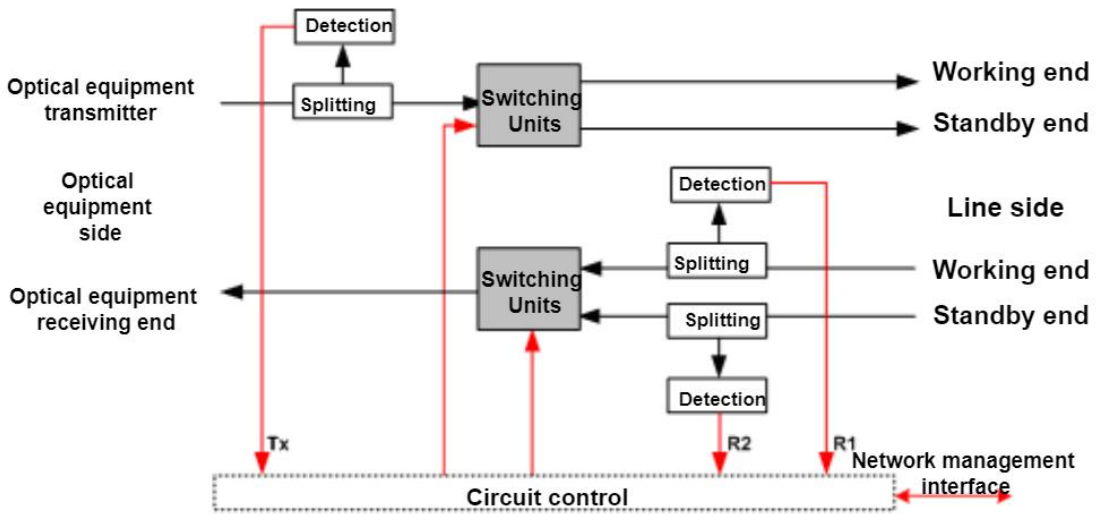 Detection
Optical equipment
transmitter
Splitting
Switching
Units
Working end
Standby end
Optical
equipment
side
Detection
Line side
Splitting
Switching
Units
Working end
Optical equipment
receiving end
Splitting
Standby end
Detection
Tx
R2
R1
Network management
interface
Circuit control